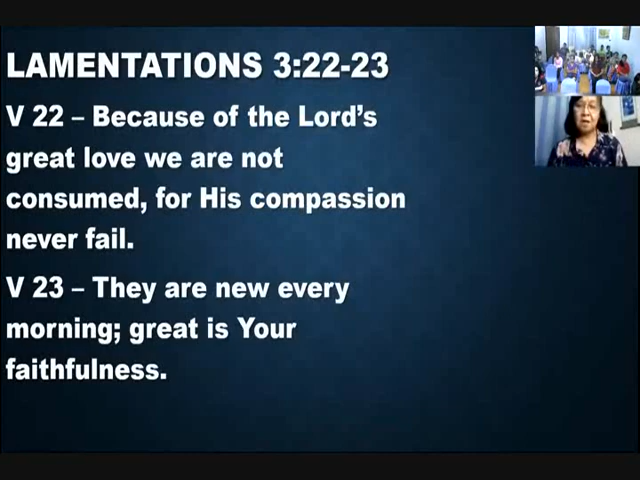 LAMENTATIONS 3:22-23
V 22 – Because of the Lord's
great love we are not
consumed, for His compassion
never fail.
V 23 – They are new every
morning; great is Your
faithfulness.